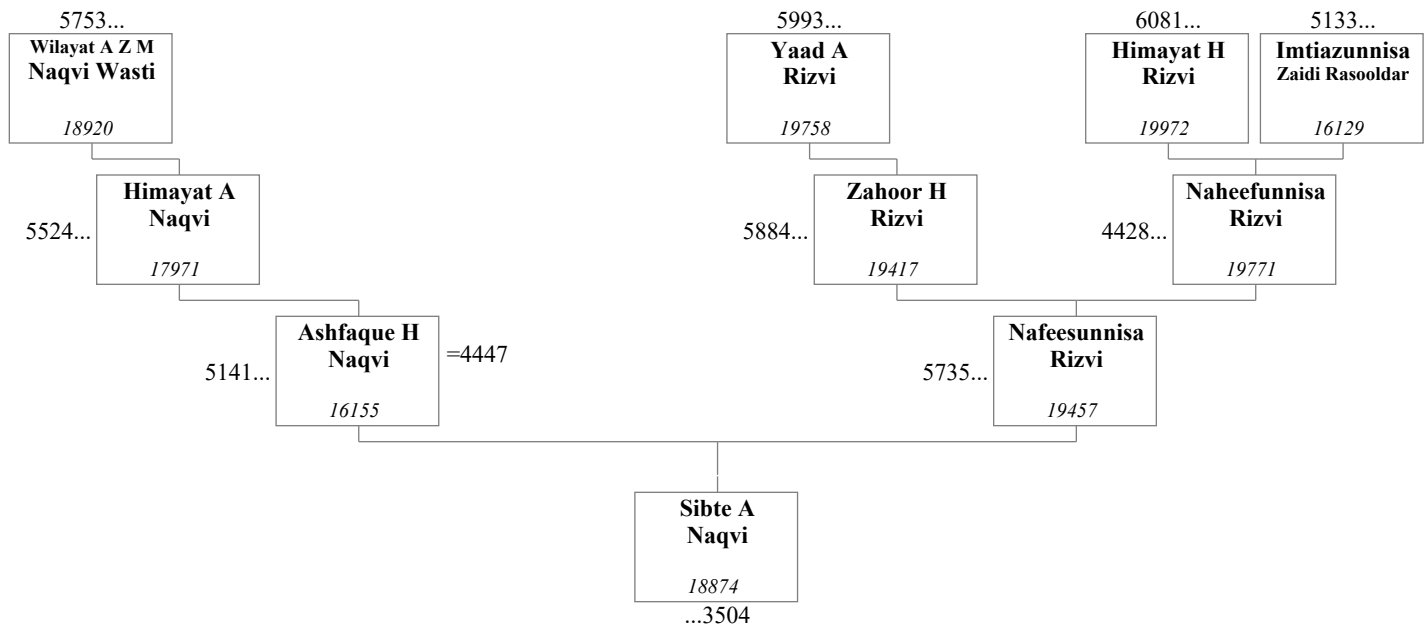 5753...
Wilayat A Z M
Naqvi Wasti
18920
5993...
Yaad A
Rizvi
19758
6081...
Himayat H
Rizvi
19972
5133...
Imtiazunnisa
Zaidi Rasooldar
16129
5524...
Himayat A
Naqvi
17971
5884...
Zahoor H
Rizvi
19417
4428...
Naheefunnisa
Rizvi
19771
5141...
Ashfaque H
Naqvi
16155
=4447
5735...
Nafeesunnisa
Rizvi
19457
Sibte A
Naqvi
18874
...3504